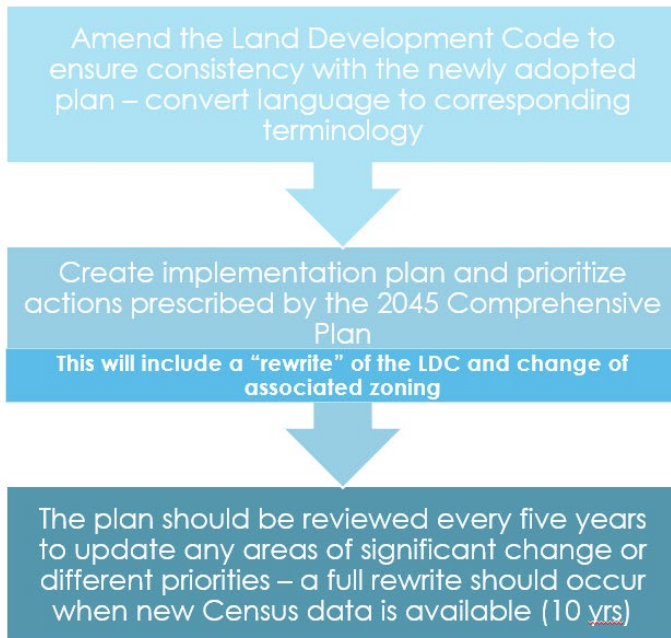 Amend the Land Development Code to
ensure consistency with the newly adopted
plan – convert language to corresponding
terminology
Create implementation plan and prioritize
actions prescribed by the 2045 Comprehensive
Plan
This will include a “rewrite” of the LDC and change of
associated zoning
The plan should be reviewed every five years
to update any areas of significant change or
different priorities – a full rewrite should occur
when new Census data is available (10 yrs)